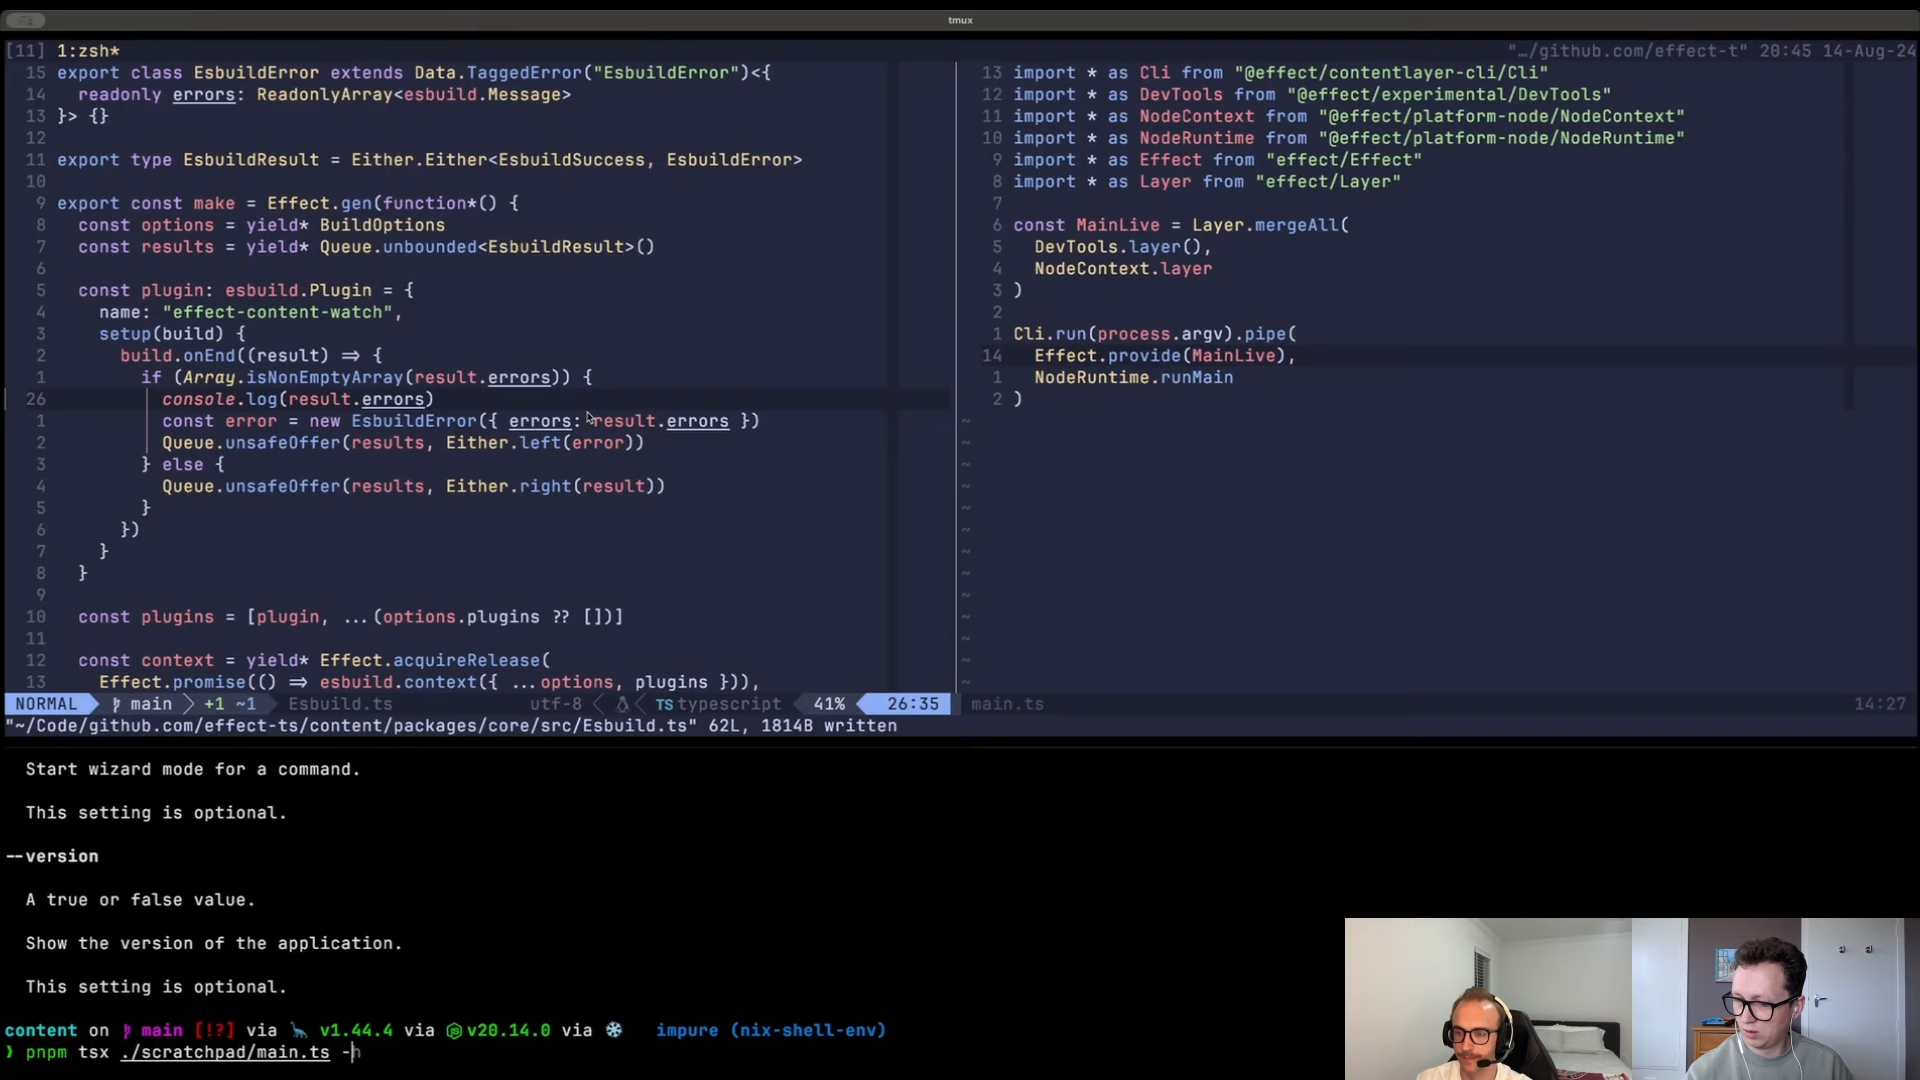 tmux
[11] 1:zsh*
"…/github.com/effect-t" 20:45 14-Aug-24
15 export class EsbuildError extends Data.TaggedError("EsbuildError")<{
14 readonly errors: ReadonlyArray<esbuild.Message>
13 }> {}
12
11 export type EsbuildResult = Either.Either<EsbuildSuccess, EsbuildError>
10
9 export const make = Effect.gen(function*() {
8 const options = yield* BuildOptions
7 const results = yield* Queue.unbounded<EsbuildResult>()
6
5 const plugin: esbuild.Plugin = {
4 name: "effect-content-watch",
3 setup(build) {
2 build.onEnd((result) => {
1 if (Array.isNonEmptyArray(result.errors)) {
26 console.log(result.errors)
1 const error = new EsbuildError({ errors: result.errors })
2 Queue.unsafeOffer(results, Either.left(error))
3 } else {
4 Queue.unsafeOffer(results, Either.right(result))
5 }
6 })
7 }
8 }
9
10 const plugins = [plugin, ...(options.plugins ?? [])]
11
12 const context = yield* Effect.acquireRelease(
13 Effect.promise(() => esbuild.context({ ...options, plugins })),
NORMAL main +1 ~1 Esbuild.ts utf-8 TS typescript 41% 26:35
"~/Code/github.com/effect-ts/content/packages/core/src/Esbuild.ts" 62L, 1814B written
13 import * as Cli from "@effect/contentlayer-cli/Cli"
12 import * as DevTools from "@effect/experimental/DevTools"
11 import * as NodeContext from "@effect/platform-node/NodeContext"
10 import * as NodeRuntime from "@effect/platform-node/NodeRuntime"
9 import * as Effect from "effect/Effect"
8 import * as Layer from "effect/Layer"
7
6 const MainLive = Layer.mergeAll(
5 DevTools.layer(),
4 NodeContext.layer
3 )
2
1 Cli.run(process.argv).pipe(
14 Effect.provide(MainLive),
1 NodeRuntime.runMain
2 )
~
~
~
~
~
~
~
~
~
~
~
~
~
main.ts 14:27
Start wizard mode for a command.
This setting is optional.
--version
A true or false value.
Show the version of the application.
This setting is optional.
content on main [!?] via v1.44.4 via v20.14.0 via impure (nix-shell-env)
❯ pnpm tsx ./scratchpad/main.ts -h